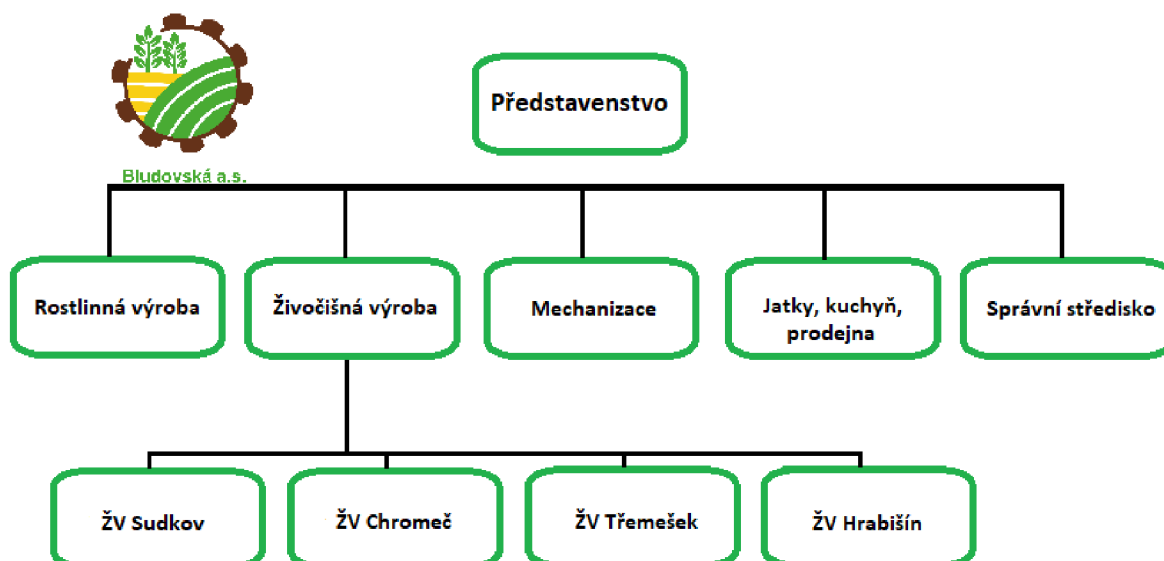 Představenstvo
Bludovská a.s.
Rostlinná výroba
Živočišná výroba
Mechanizace
Jatky, kuchyň,
prodejna
Správní středisko
ŽV Sudkov
ŽV Chromeč
ŽV Třemešek
ŽV Hrabišín